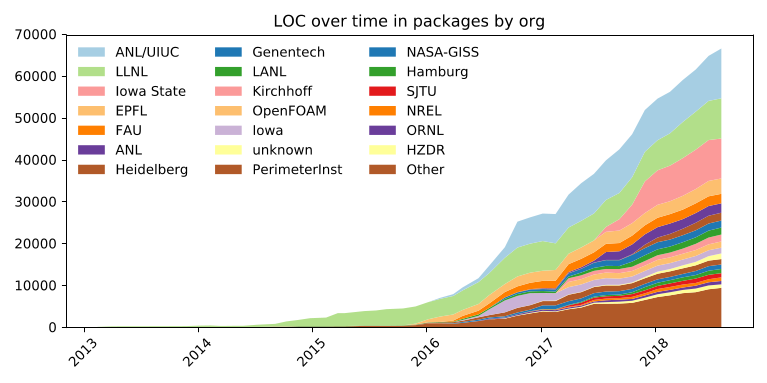 LOC over time in packages by org
70000
60000
50000
40000
30000
20000
10000
0
ANL/UIUC
LLNL
Iowa State
EPFL
FAU
ANL
Heidelberg
Genentech
LANL
Kirchhoff
OpenFOAM
Iowa
unknown
PerimeterInst
NASA-GISS
Hamburg
SJTU
NREL
ORNL
HZDR
Other
2013
2014
2015
2016
2017
2018